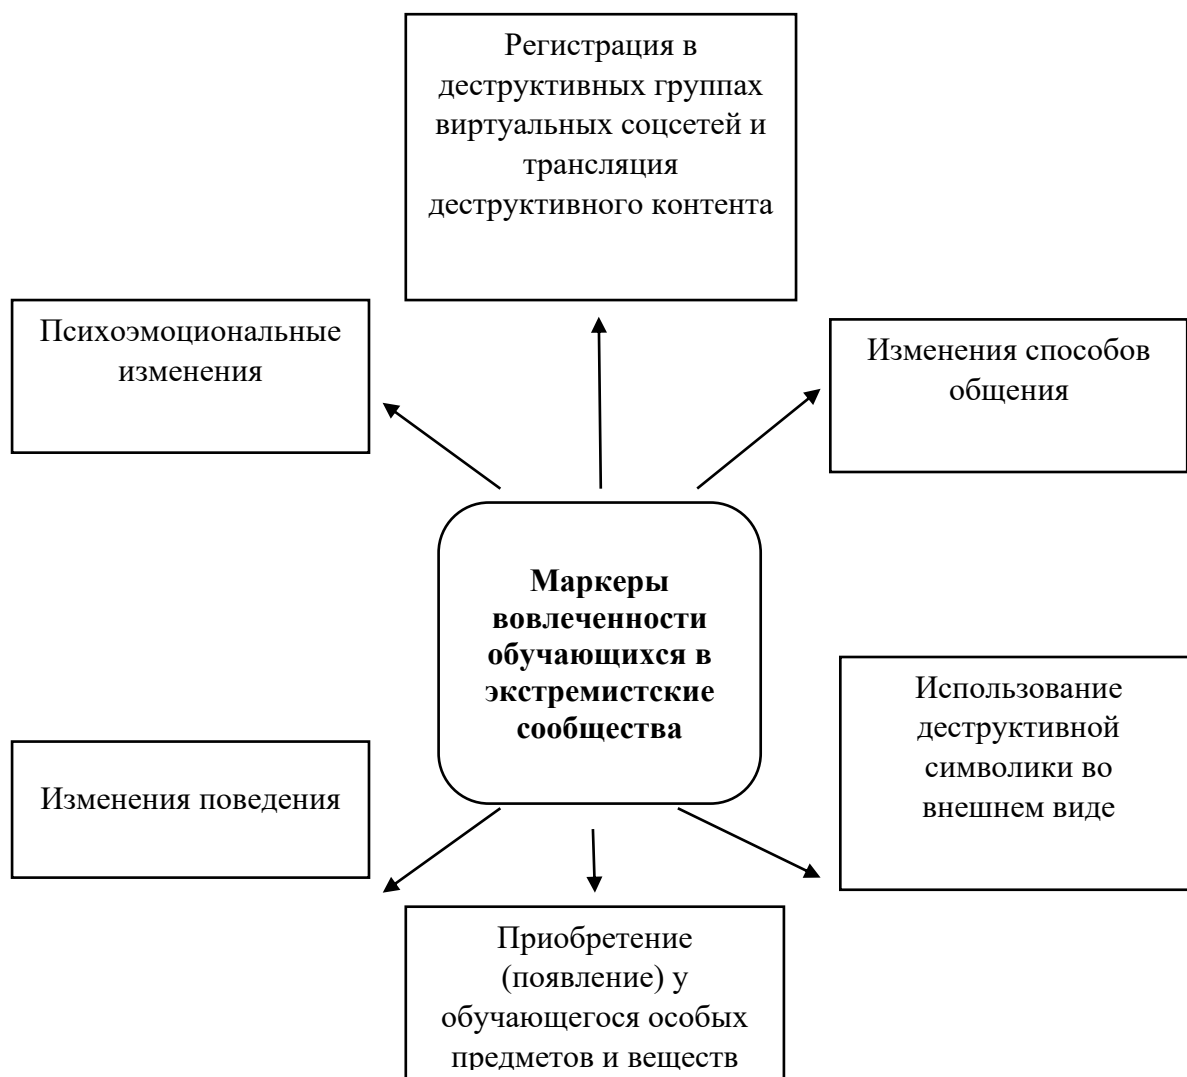 Регистрация в
деструктивных группах
виртуальных соцсетей и
трансляция
деструктивного контента
Психоэмоциональные
изменения
Изменения способов
общения
Маркеры
вовлеченности
обучающихся в
экстремистские
сообщества
Использование
деструктивной
символики во
внешнем виде
Изменения поведения
Приобретение
(появление) у
обучающегося особых
предметов и веществ